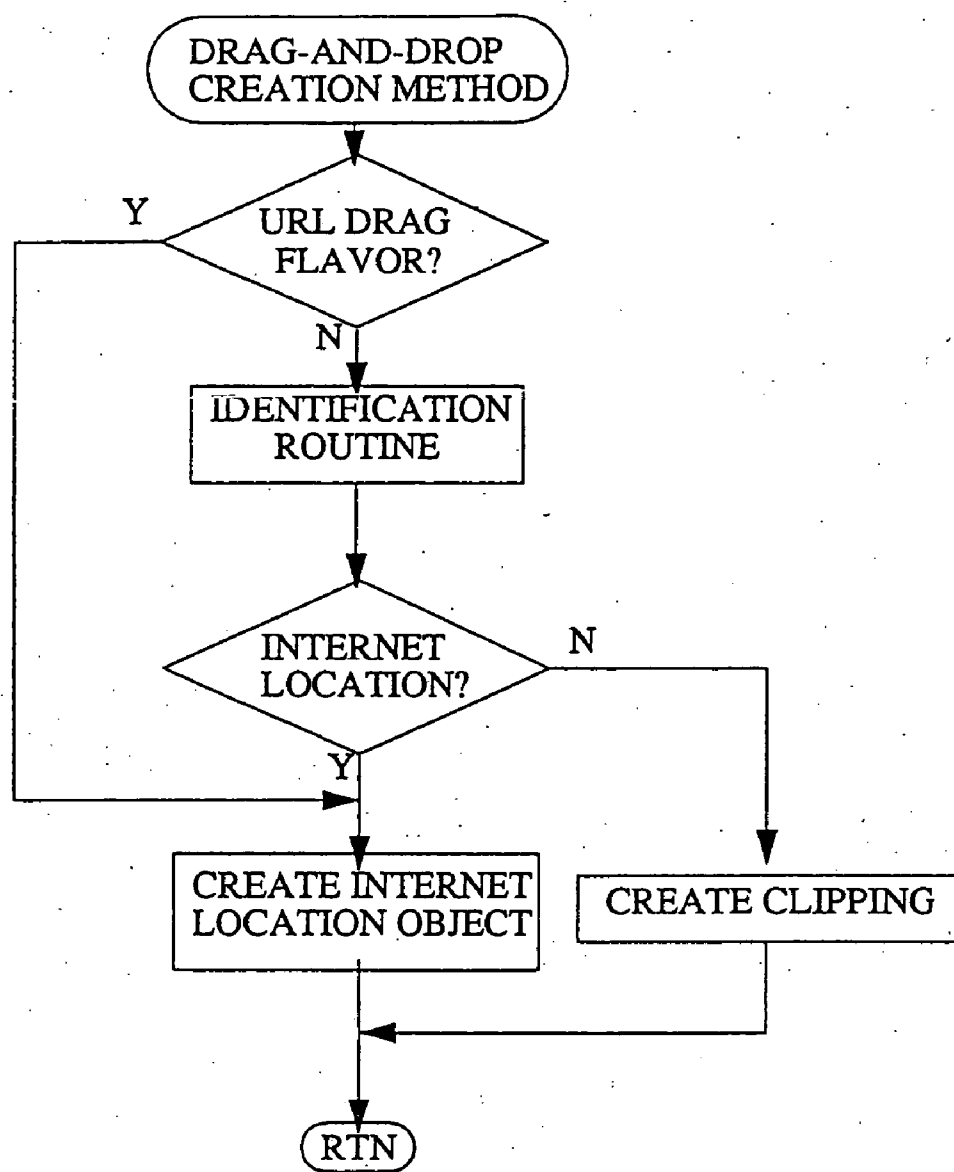 DRAG-AND-DROP
CREATION METHOD
Y
URL DRAG
FLAVOR?
N
IDENTIFICATION
ROUTINE
INTERNET
LOCATION?
N
Y
CREATE INTERNET
LOCATION OBJECT
CREATE CLIPPING
RTN